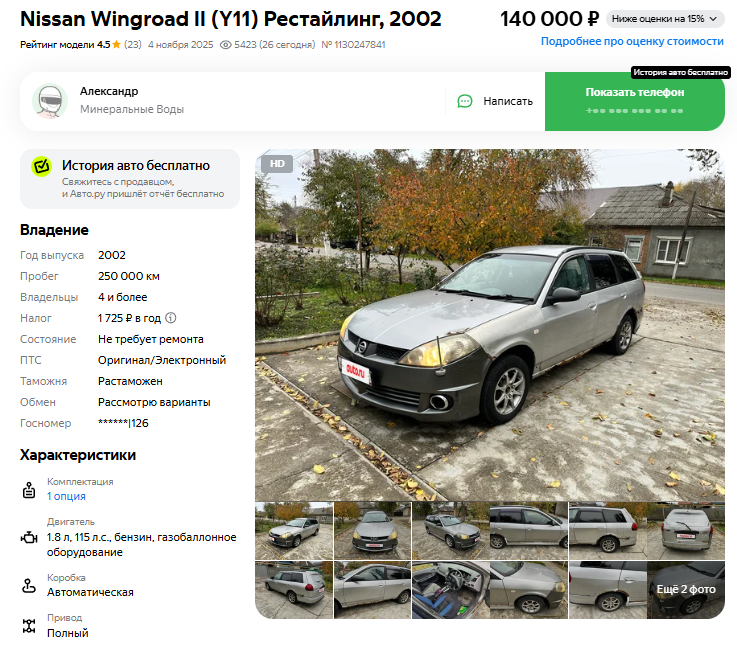 Nissan Wingroad II (Y11) Рестайлинг, 2002
140 000 ₽
Ниже оценки на 15%
Рейтинг модели 4.5 (23) 4 ноября 2025 5423 (26 сегодня) № 1130247841
Подробнее про оценку стоимости
История авто бесплатно
Александр
Минеральные Воды
Написать
Показать телефон
+●● ●●● ●●● ●● ●●
История авто бесплатно
Свяжитесь с продавцом,
и Авто.ру пришлёт отчёт бесплатно
HD
Владение
Год выпуска 2002
Пробег 250 000 км
Владельцы 4 и более
Налог 1 725 ₽ в год
Состояние Не требует ремонта
ПТС Оригинал/Электронный
Таможня Растаможен
Обмен Рассмотрю варианты
Госномер ******|126
auto.ru
Характеристики
Комплектация
1 опция
Двигатель
1.8 л, 115 л.с., бензин, газобаллонное
оборудование
Коробка
Автоматическая
Привод
Полный
Ещё 2 фото